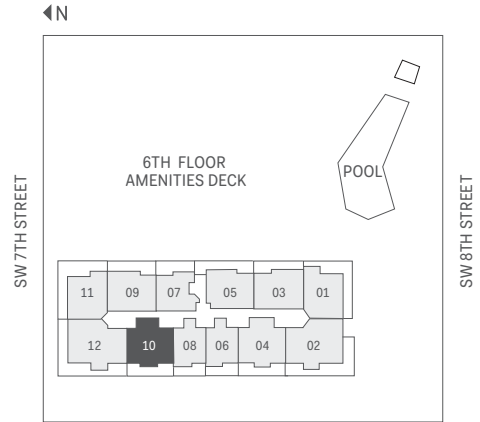 N
6TH FLOOR
AMENITIES DECK
POOL
SW 7TH STREET
SW 8TH STREET
11 09 07 05 03 01
12 10 08 06 04 02